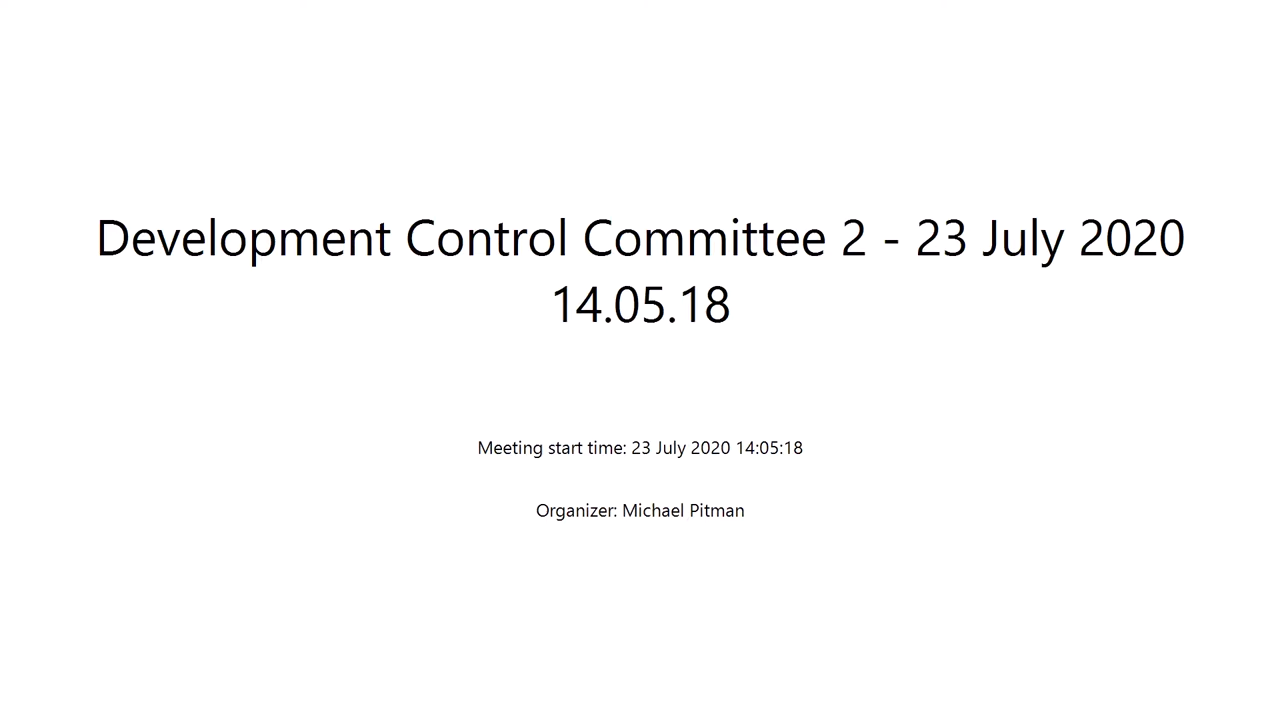 Development Control Committee 2 - 23 July 2020
14.05.18
Meeting start time: 23 July 2020 14:05:18
Organizer: Michael Pitman